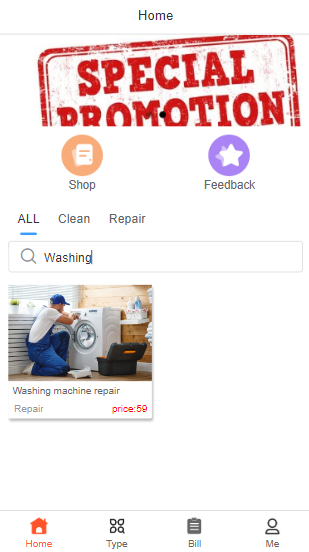 Home
SPECIAL
PROMOTION
Shop
Feedback
ALL Clean Repair
Washing
Washing machine repair
Repair price:59
Home Type Bill Me